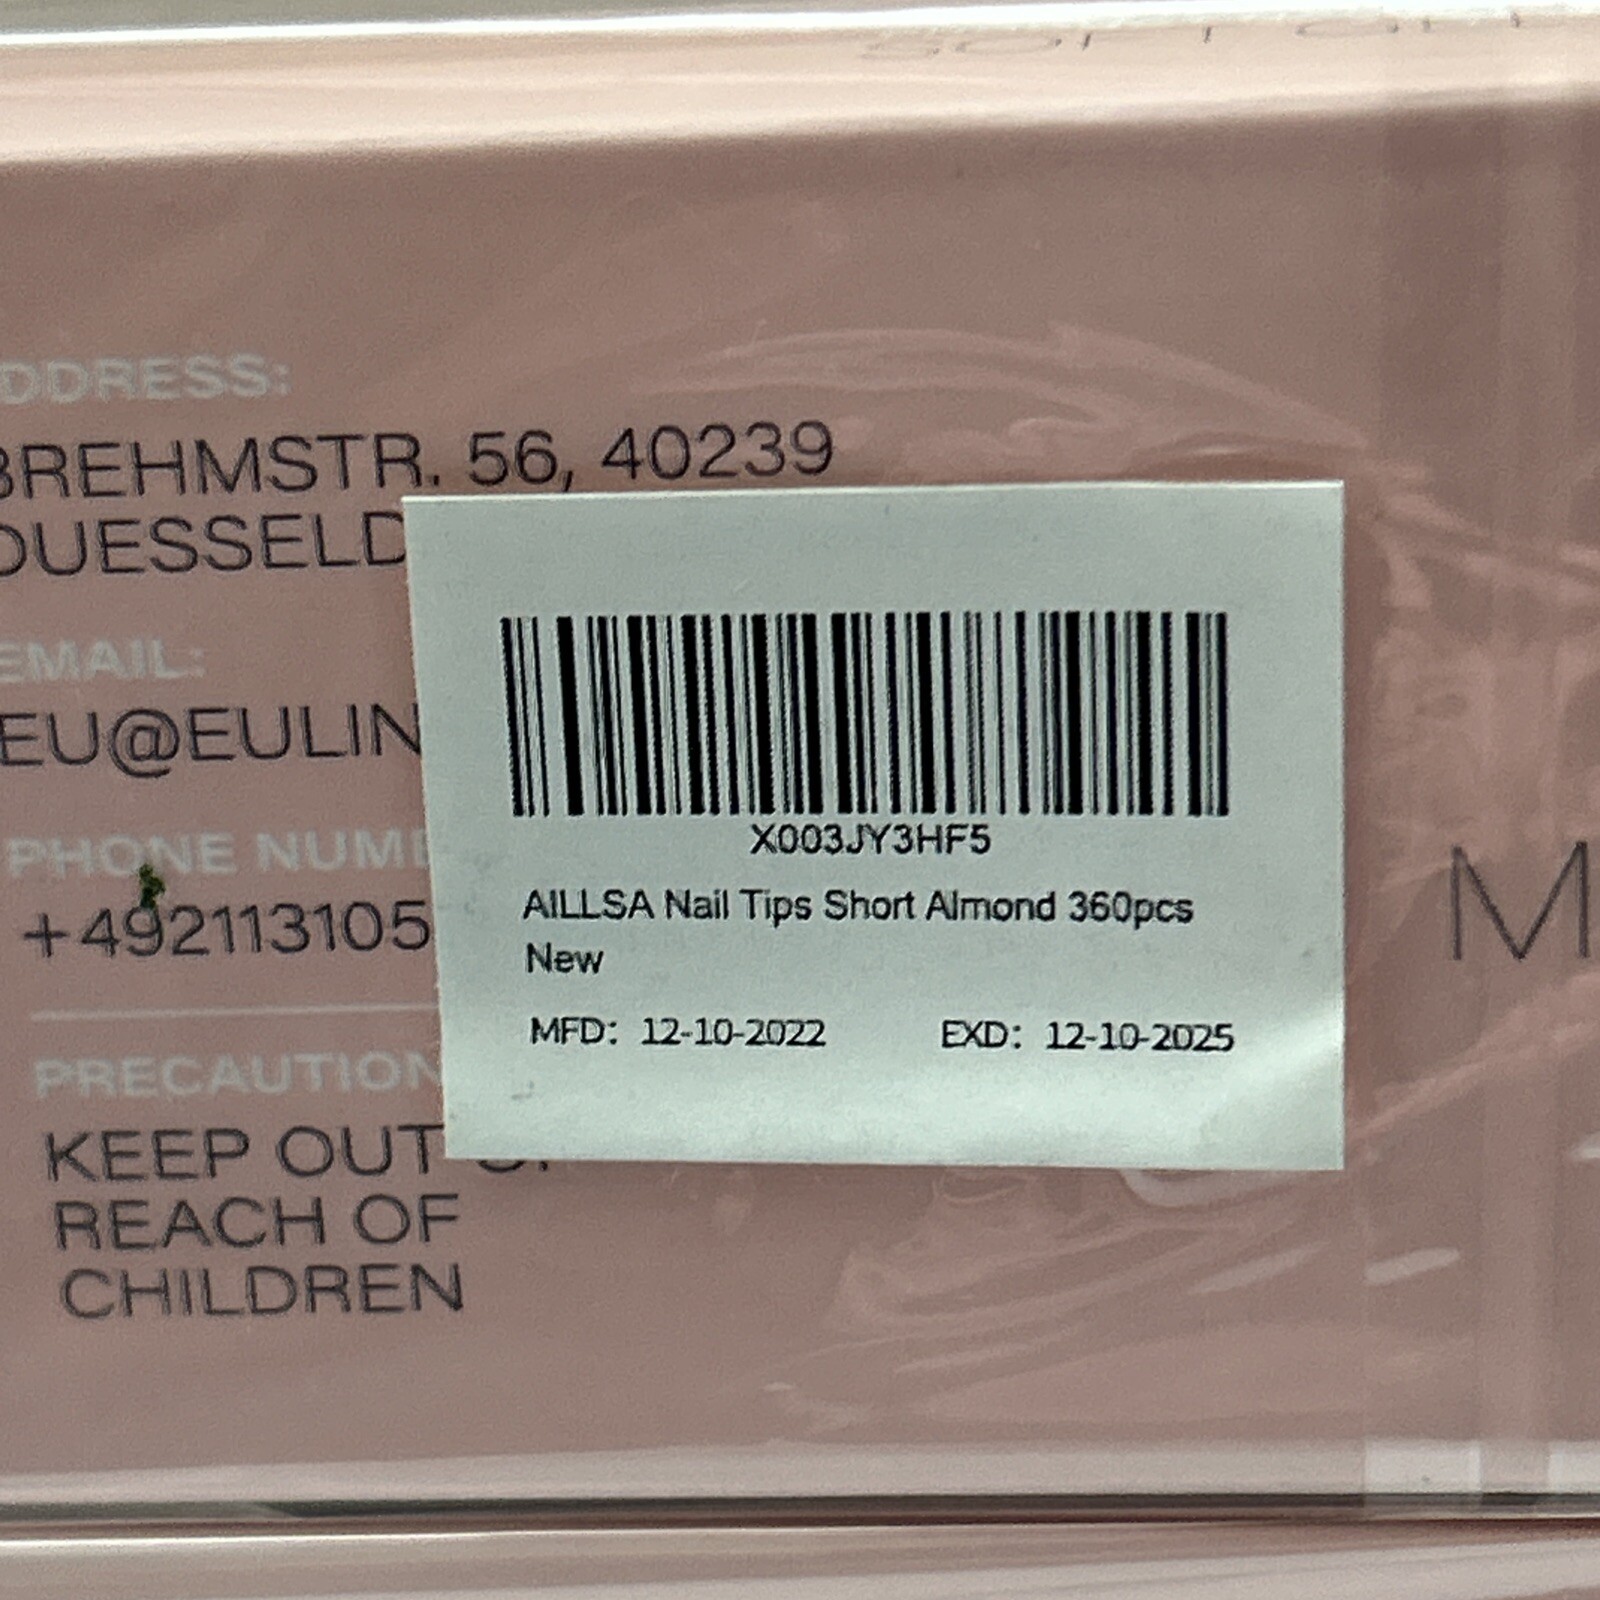 DDRESS:
BREHMSTR. 56, 40239
DUESSELD
EMAIL:
EU@EULIN
PHONE NUM
+492113105
PRECAUTION
KEEP OUT OF
REACH OF
CHILDREN
X003JY3HF5
AILLSA Nail Tips Short Almond 360pcs
New
MFD: 12-10-2022 EXD: 12-10-2025
M